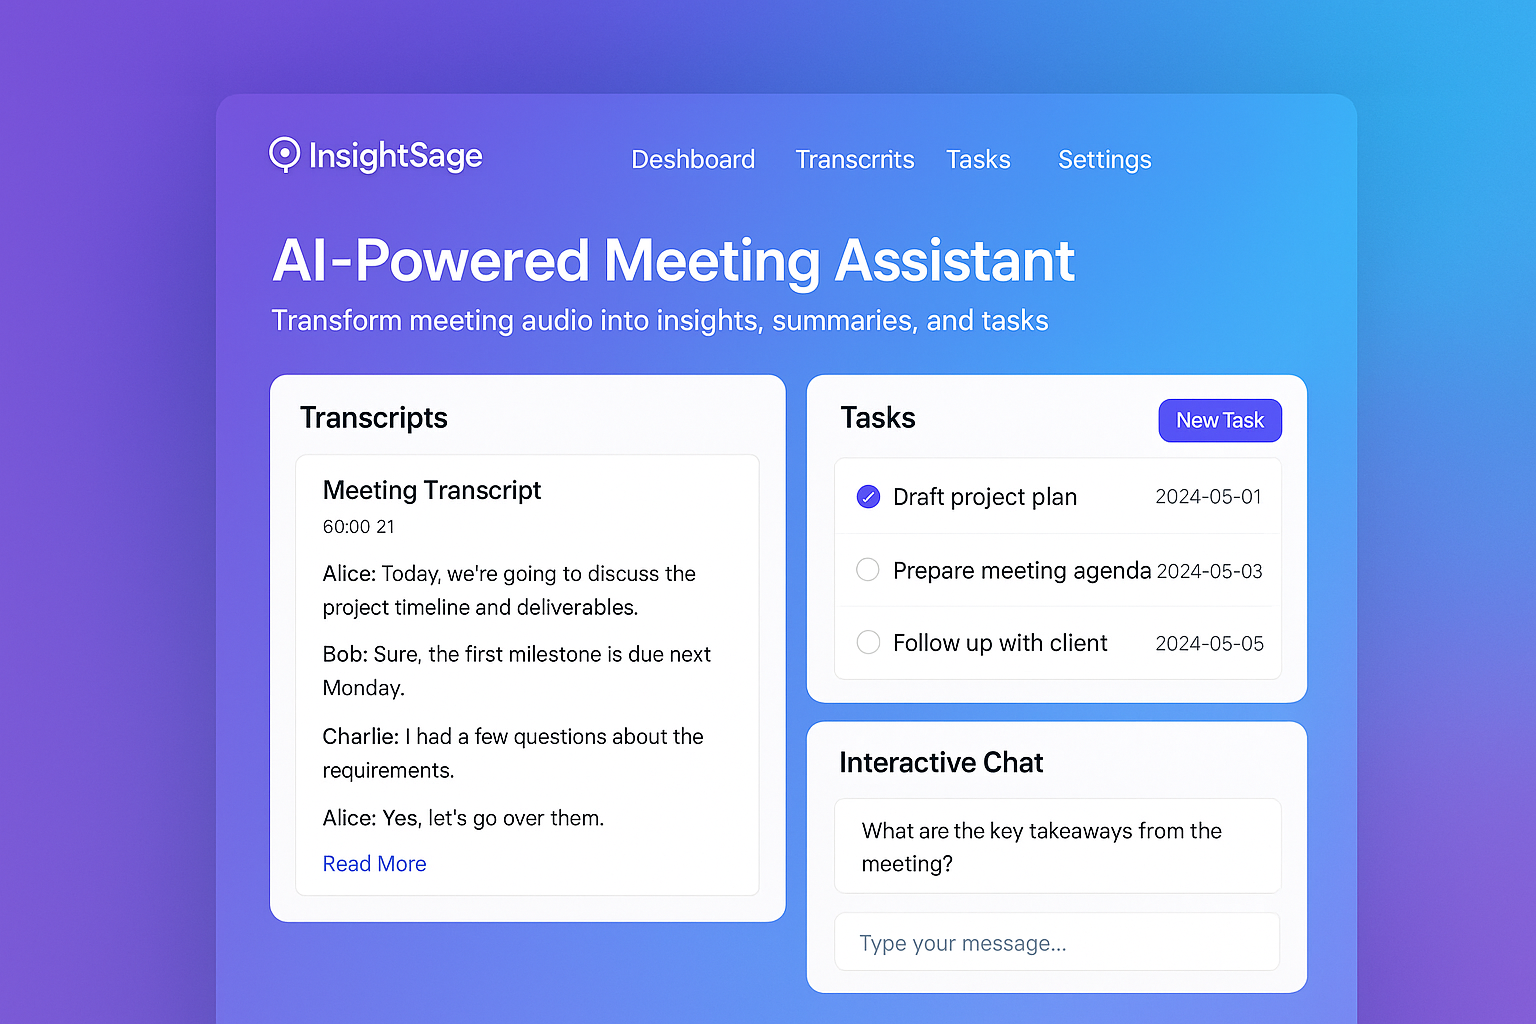 InsightSage
Deshboard Transcrrits Tasks Settings
AI-Powered Meeting Assistant
Transform meeting audio into insights, summaries, and tasks
Transcripts
Meeting Transcript
60:00 21
Alice: Today, we're going to discuss the
project timeline and deliverables.
Bob: Sure, the first milestone is due next
Monday.
Charlie: I had a few questions about the
requirements.
Alice: Yes, let's go over them.
Read More
Tasks
New Task
Draft project plan 2024-05-01
Prepare meeting agenda 2024-05-03
Follow up with client 2024-05-05
Interactive Chat
What are the key takeaways from the
meeting?
Type your message...